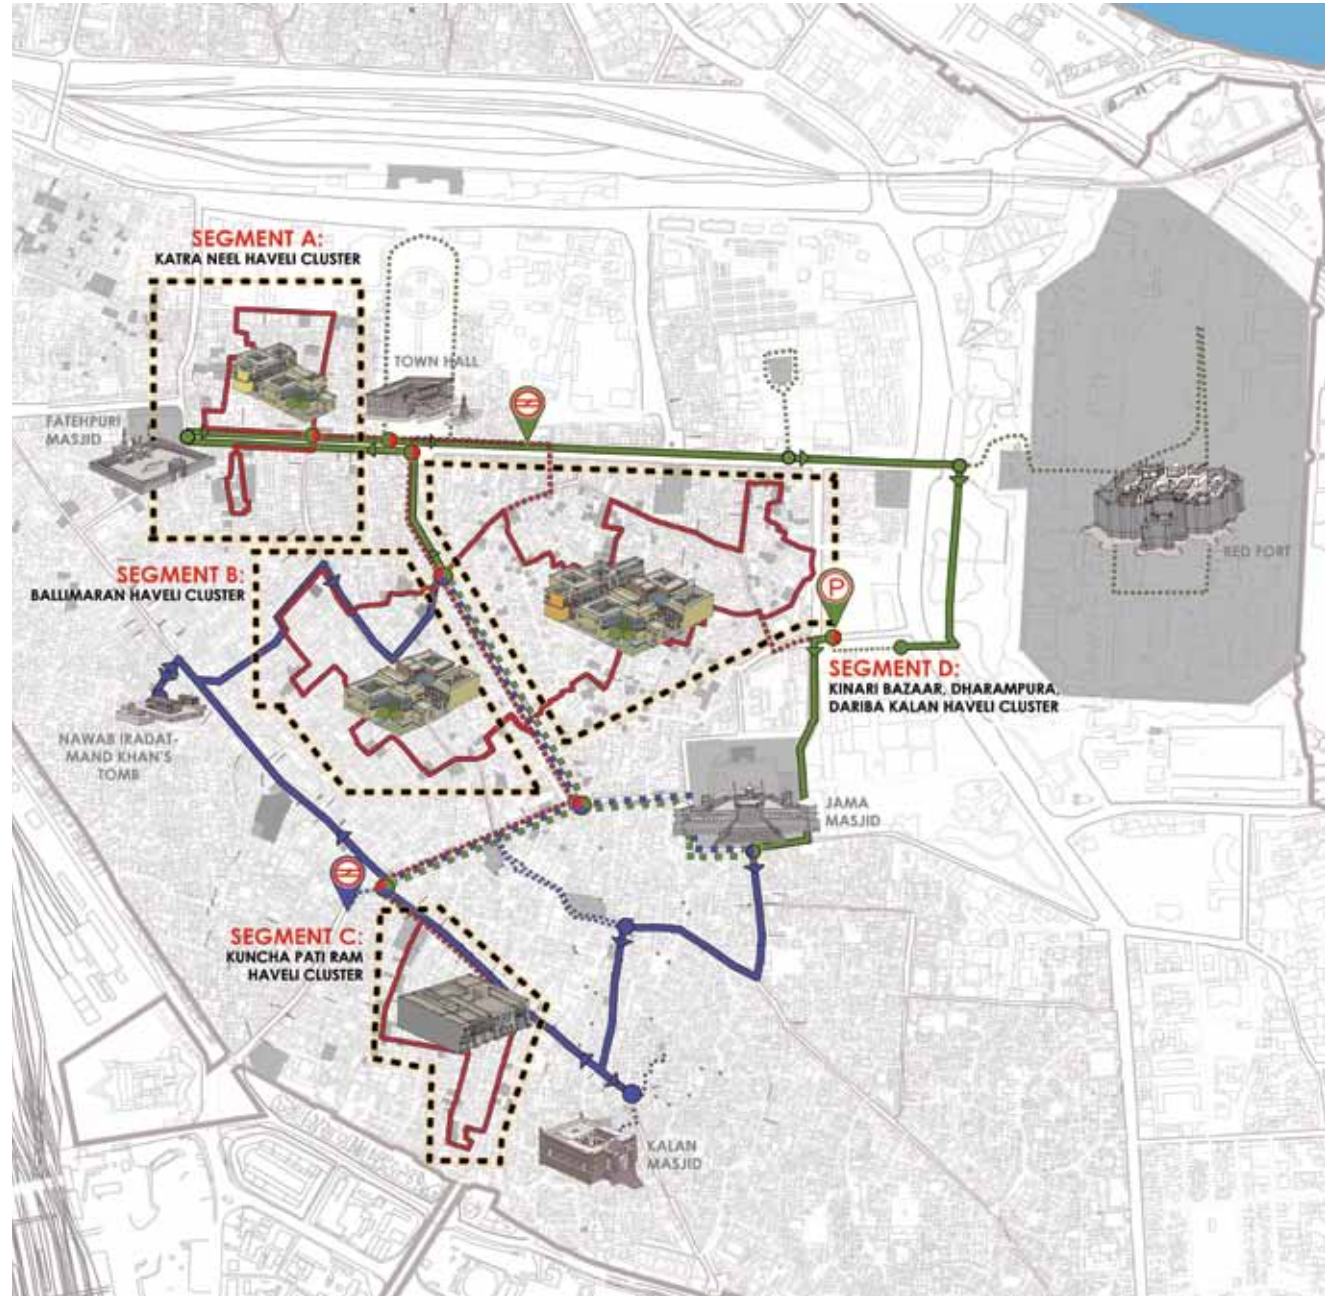 SEGMENT A:
KATRA NEEL HAVELI CLUSTER
TOWN HALL
FATEHPURI
MASJID
RED FORT
SEGMENT B:
BALLIMARAN HAVELI CLUSTER
P
SEGMENT D:
KINARI BAZAAR, DHARAMPURA,
DARIBA KALAN HAVELI CLUSTER
NAWAB IRADAT-
MAND KHAN'S
TOMB
JAMA
MASJID
SEGMENT C:
KUNCHA PATI RAM
HAVELI CLUSTER
KALAN
MASJID